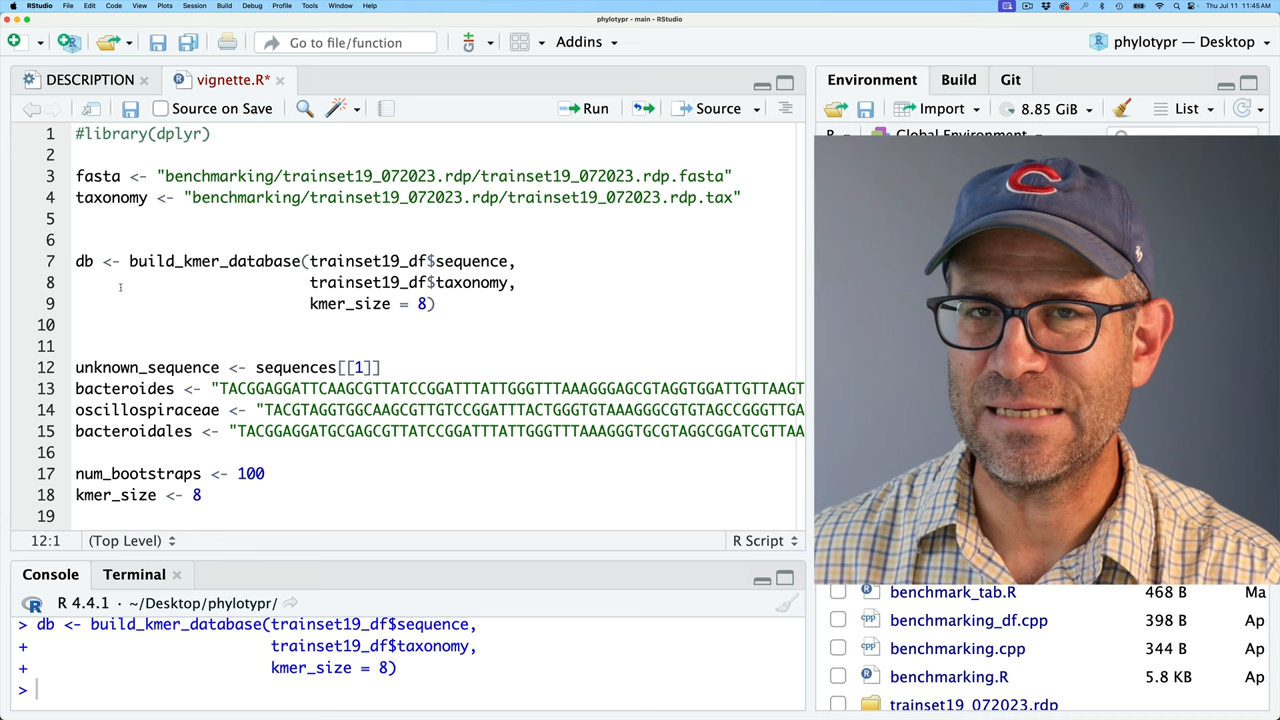 RStudio File Edit Code View Plots Session Build Debug Profile Tools Window Help Thu Jul 11 11:45 AM
phylotypr - main - RStudio
Go to file/function Addins phylotypr — Desktop
DESCRIPTION vignette.R*
Source on Save Run Source
1 #library(dplyr)
2
3 fasta <- "benchmarking/trainset19_072023.rdp/trainset19_072023.rdp.fasta"
4 taxonomy <- "benchmarking/trainset19_072023.rdp/trainset19_072023.rdp.tax"
5
6
7 db <- build_kmer_database(trainset19_df$sequence,
8 trainset19_df$taxonomy,
9 kmer_size = 8)
10
11
12 unknown_sequence <- sequences[[1]]
13 bacteroides <- "TACGGAGGATTCAAGCGTTATCCGGATTTATTGGGTTTAAAGGGAGCGTAGGTGGATTGTTAAGT
14 oscillospiraceae <- "TACGTAGGTGGCAAGCGTTGTCCGGATTTACTGGGTGTAAAGGGCGTGTAGCCGGGTTGA
15 bacteroidales <- "TACGGAGGATGCGAGCGTTATCCGGATTTATTGGGTTTAAAGGGTGCGTAGGCGGATCGTTAA
16
17 num_bootstraps <- 100
18 kmer_size <- 8
19
12:1 (Top Level) R Script
Console Terminal
R 4.4.1 · ~/Desktop/phylotypr/
> db <- build_kmer_database(trainset19_df$sequence,
+ trainset19_df$taxonomy,
+ kmer_size = 8)
>
Environment Build Git
Import 8.85 GiB List
R Global Environment
C
benchmark_tab.R 468 B Ma
benchmarking_df.cpp 398 B Ap
benchmarking.cpp 344 B Ap
benchmarking.R 5.8 KB Ap
trainset19_072023.rdp